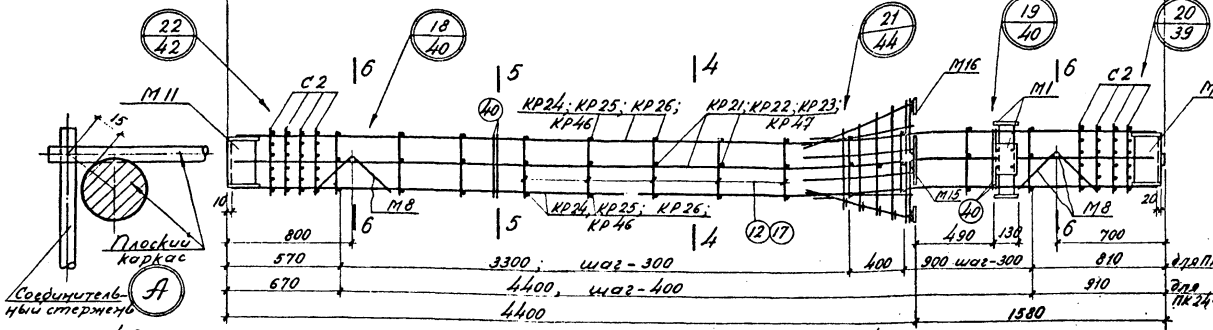 22
42
18
40
21
44
19
40
20
39
6
5
4
М16
6
С2
М11
40
КР24; КР25; КР26;
КР46
КР21; КР22; КР23;
КР47
М1
С2
15
10
М8
КР24, КР25; КР26;
КР46
12 17
М15
40
М8
20
6
5
4
6
Плоский
каркас
800
490
130
700
570
3300; шаг-300
400
900 шаг-300
810
Соединитель-
ный стержень
А
670
4400, шаг-400
910
для
ПК24
4400
1580